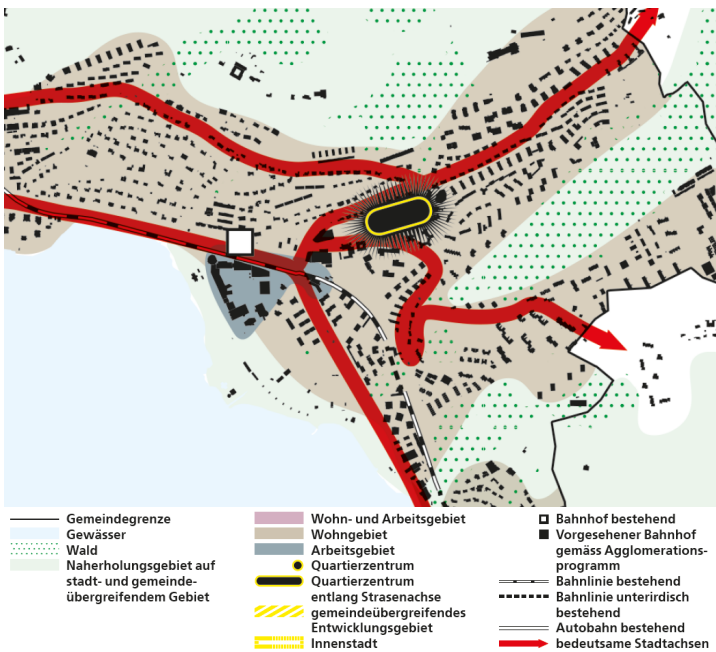 Gemeindegrenze
Gewässer
Wald
Naherholungsgebiet auf
stadt- und gemeinde-
übergreifendem Gebiet
Wohn- und Arbeitsgebiet
Wohngebiet
Arbeitsgebiet
Quartierzentrum
Quartierzentrum
entlang Strasenachse
gemeindeübergreifendes
Entwicklungsgebiet
Innenstadt
Bahnhof bestehend
Vorgesehener Bahnhof
gemäss Agglomerations-
programm
Bahnlinie bestehend
Bahnlinie unterirdisch
bestehend
Autobahn bestehend
bedeutsame Stadtachsen